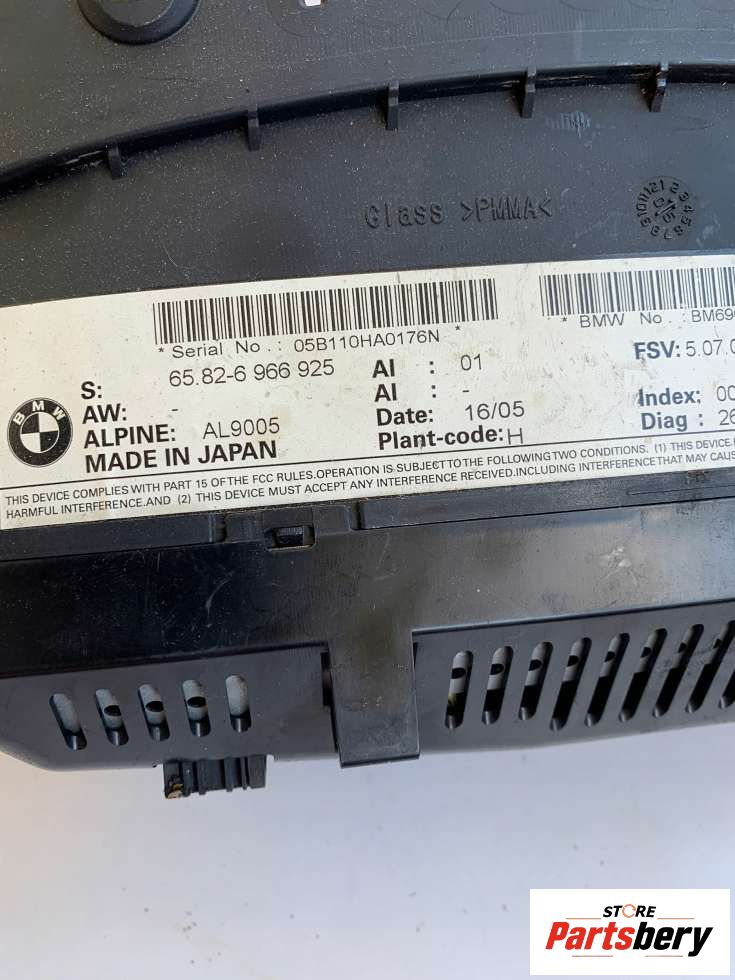 Class >PMMA<
* Serial No. : 05B110HA0176N *
* BMW No. :
S: 65.82-6 966 925 AI : 01 FSV: 5.07.0
AW: - AI : -
ALPINE: AL9005 Date: 16/05 Index: 00
MADE IN JAPAN Plant-code: H Diag : 26
BMW
THIS DEVICE COMPLIES WITH PART 15 OF THE FCC RULES.OPERATION IS SUBJECT TO THE FOLLOWING TWO CONDITIONS. (1) THIS DEVICE
HARMFUL INTERFERENCE.AND (2) THIS DEVICE MUST ACCEPT ANY INTERFERENCE RECEIVED.INCLUDING INTERFERENCE THAT MAY CAUSE
STORE
Partsbery